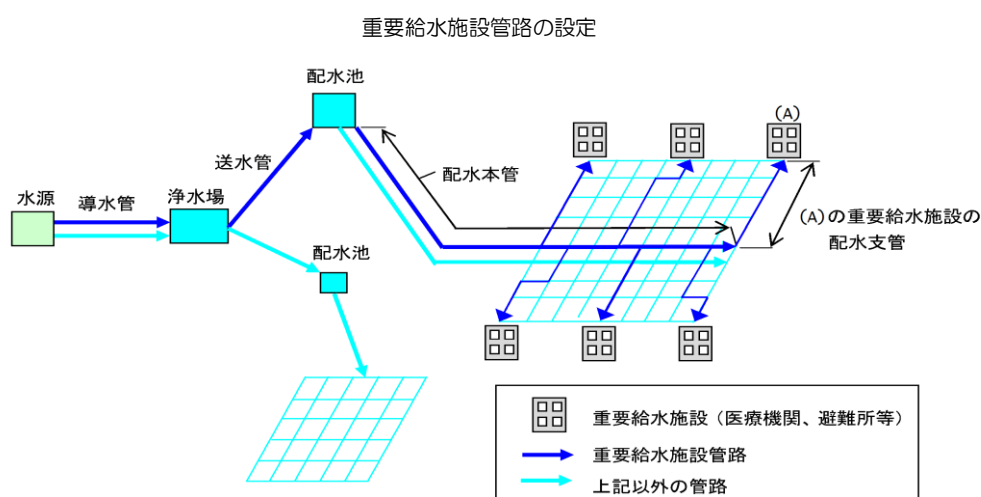 重要給水施設管路の設定
配水池
(A)
送水管
配水本管
水源
導水管
浄水場
(A)の重要給水施設の
配水支管
配水池
重要給水施設（医療機関、避難所等）
重要給水施設管路
上記以外の管路